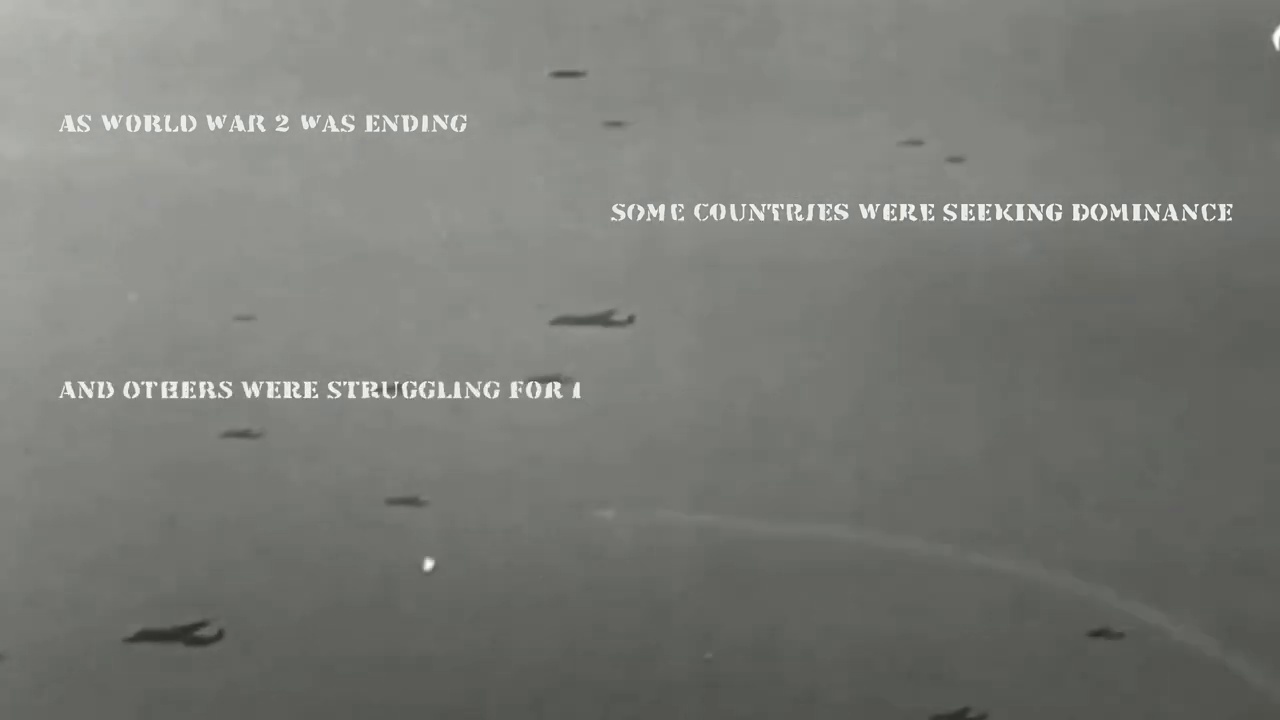 AS WORLD WAR 2 WAS ENDING
SOME COUNTRIES WERE SEEKING DOMINANCE
AND OTHERS WERE STRUGGLING FOR